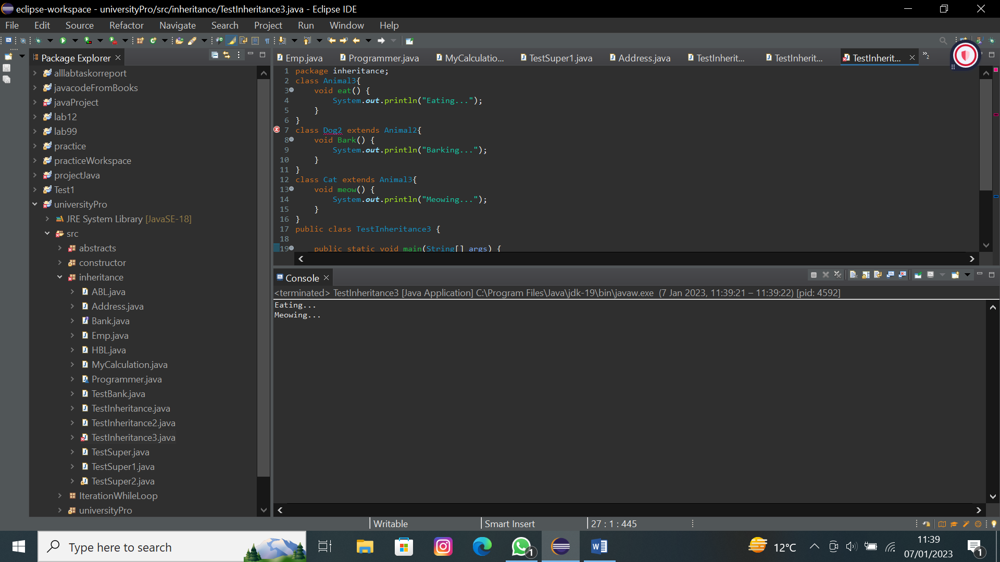 eclipse-workspace - universityPro/src/inheritance/TestInheritance3.java - Eclipse IDE
File Edit Source Refactor Navigate Search Project Run Window Help
Package Explorer
alllabtaskorreport
javacodeFromBooks
javaProject
lab12
lab99
practice
practiceWorkspace
projectJava
Test1
universityPro
JRE System Library [JavaSE-18]
src
abstracts
constructor
inheritance
ABL.java
Address.java
Bank.java
Emp.java
HBL.java
MyCalculation.java
Programmer.java
TestBank.java
TestInheritance.java
TestInheritance2.java
TestInheritance3.java
TestSuper.java
TestSuper1.java
TestSuper2.java
IterationWhileLoop
universityPro
Emp.java Programmer.java MyCalculatio... TestSuper1.java Address.java TestInherit... TestInherit... TestInherit... »2
1 package inheritance;
2 class Animal3{
3 void eat() {
4 System.out.println("Eating...");
5 }
6 }
7 class Dog2 extends Animal2{
8 void Bark() {
9 System.out.println("Barking...");
10 }
11 }
12 class Cat extends Animal3{
13 void meow() {
14 System.out.println("Meowing...");
15 }
16 }
17 public class TestInheritance3 {
18
19 public static void main(String[] args) {
Console
<terminated> TestInheritance3 [Java Application] C:\Program Files\Java\jdk-19\bin\javaw.exe (7 Jan 2023, 11:39:21 – 11:39:22) [pid: 4592]
Eating...
Meowing...
Writable Smart Insert 27 : 1 : 445
Type here to search
1
12°C
11:39
07/01/2023
1